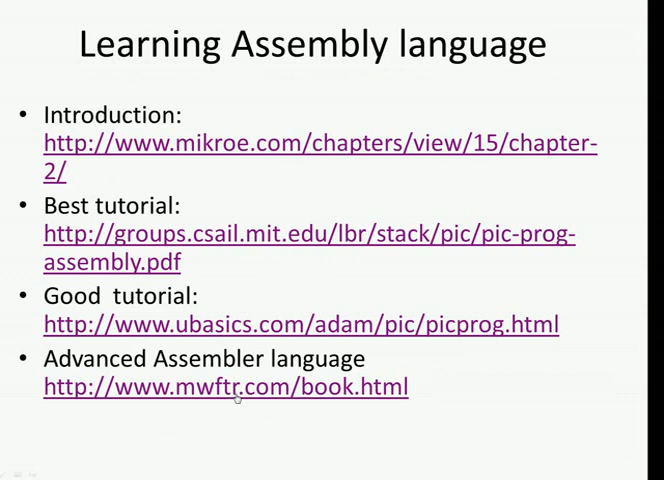 Learning Assembly language
• Introduction:
http://www.mikroe.com/chapters/view/15/chapter-
2/
• Best tutorial:
http://groups.csail.mit.edu/lbr/stack/pic/pic-prog-
assembly.pdf
• Good  tutorial:
http://www.ubasics.com/adam/pic/picprog.html
• Advanced Assembler language
http://www.mwftr.com/book.html